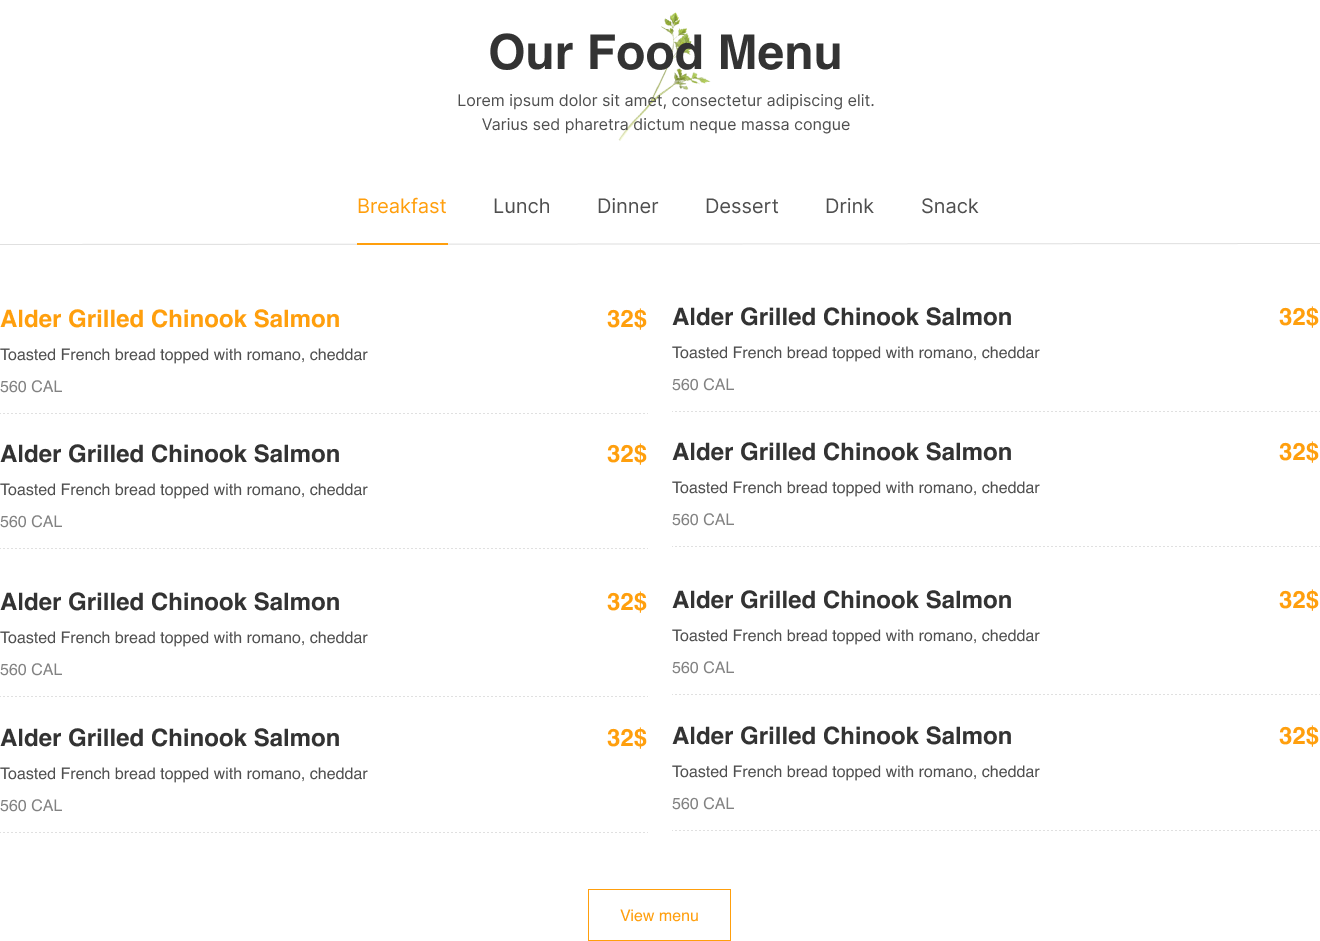 Our Food Menu
Lorem ipsum dolor sit amet, consectetur adipiscing elit.
Varius sed pharetra dictum neque massa congue
Breakfast Lunch Dinner Dessert Drink Snack
Alder Grilled Chinook Salmon 32$
Toasted French bread topped with romano, cheddar
560 CAL
Alder Grilled Chinook Salmon 32$
Toasted French bread topped with romano, cheddar
560 CAL
Alder Grilled Chinook Salmon 32$
Toasted French bread topped with romano, cheddar
560 CAL
Alder Grilled Chinook Salmon 32$
Toasted French bread topped with romano, cheddar
560 CAL
Alder Grilled Chinook Salmon 32$
Toasted French bread topped with romano, cheddar
560 CAL
Alder Grilled Chinook Salmon 32$
Toasted French bread topped with romano, cheddar
560 CAL
Alder Grilled Chinook Salmon 32$
Toasted French bread topped with romano, cheddar
560 CAL
Alder Grilled Chinook Salmon 32$
Toasted French bread topped with romano, cheddar
560 CAL
View menu